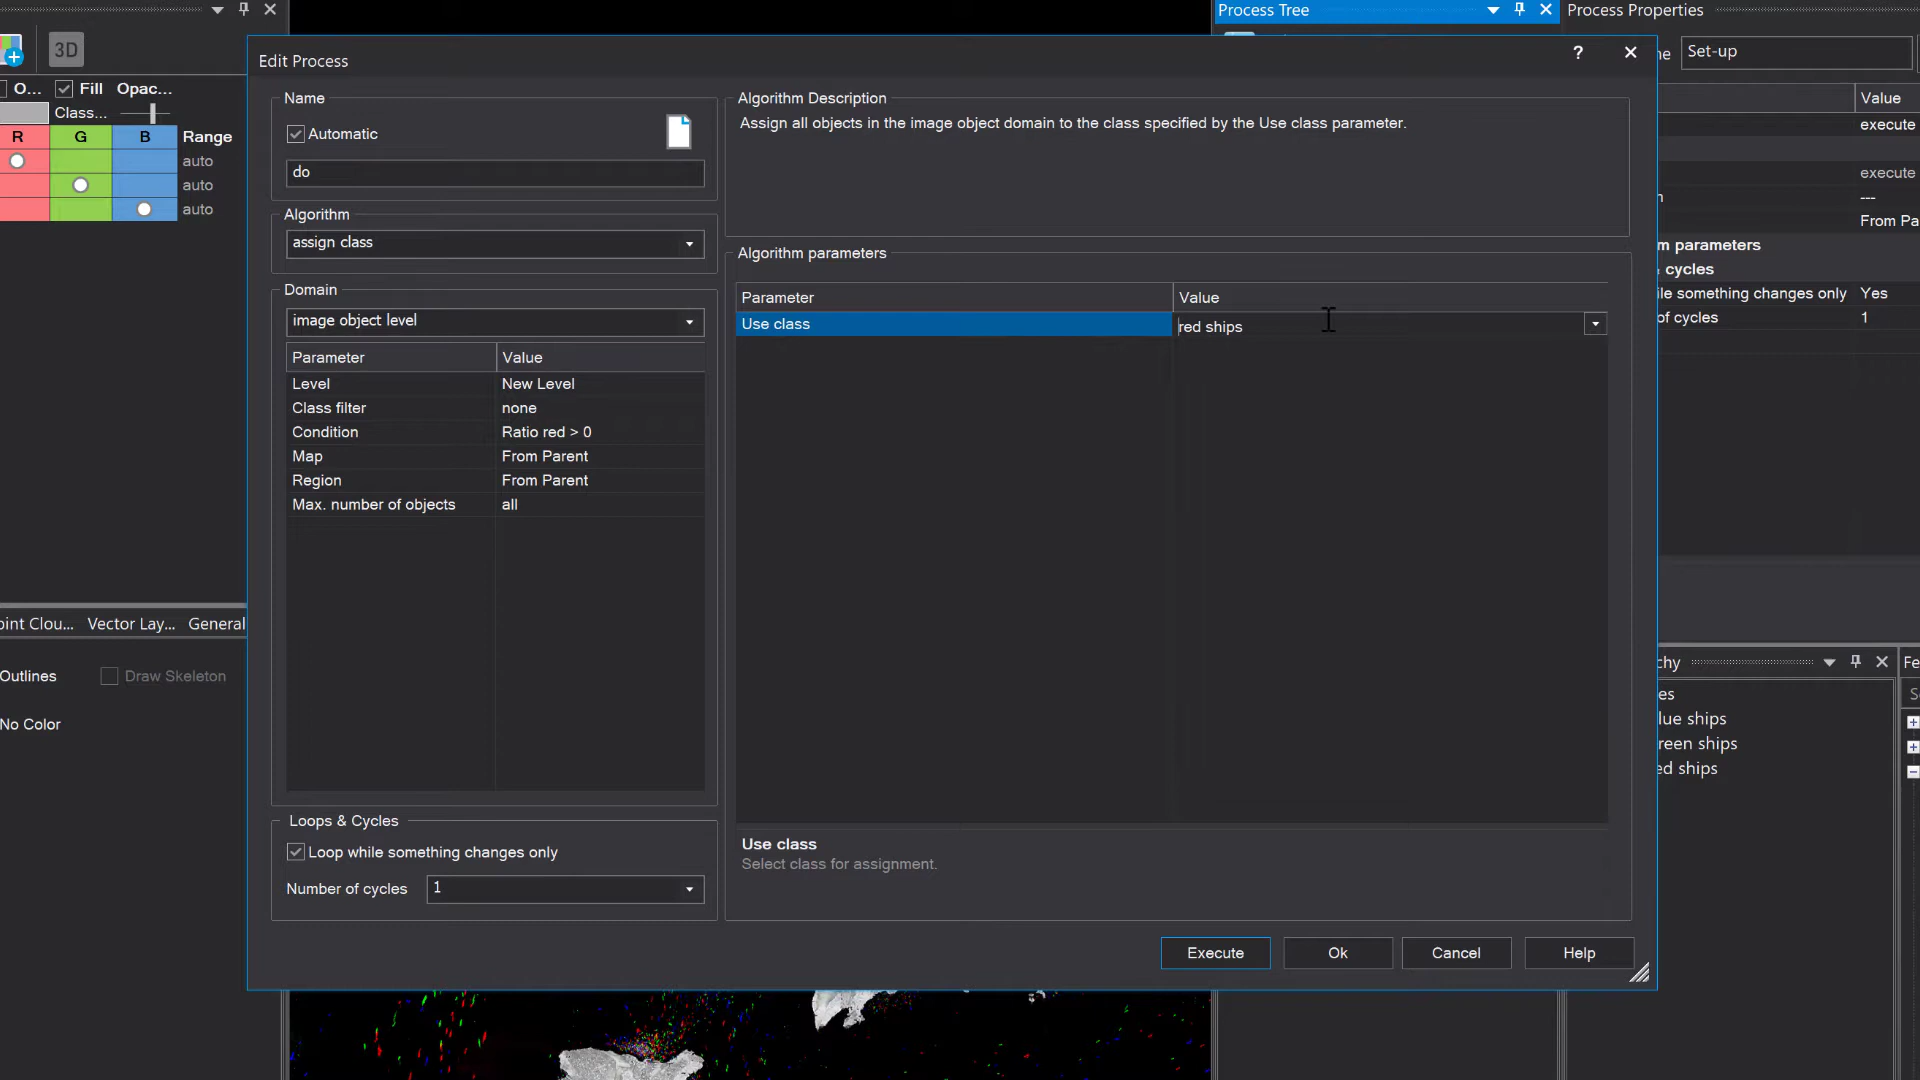 Process Tree
Process Properties
3D
Edit Process
?
Set-up
O...
Fill
Opac...
Class...
R
G
B
Range
auto
auto
auto
Name
Automatic
do
Algorithm
assign class
Domain
image object level
Parameter
Value
Level
New Level
Class filter
none
Condition
Ratio red > 0
Map
From Parent
Region
From Parent
Max. number of objects
all
Loops & Cycles
Loop while something changes only
Number of cycles
1
Algorithm Description
Assign all objects in the image object domain to the class specified by the Use class parameter.
Algorithm parameters
Parameter
Value
Use class
red ships
Use class
Select class for assignment.
Execute
Ok
Cancel
Help
Value
execute
execute
---
From Pa
m parameters
cycles
ile something changes only
Yes
of cycles
1
oint Clou...
Vector Lay...
General
Outlines
Draw Skeleton
No Color
chy
Fe
es
lue ships
reen ships
ed ships